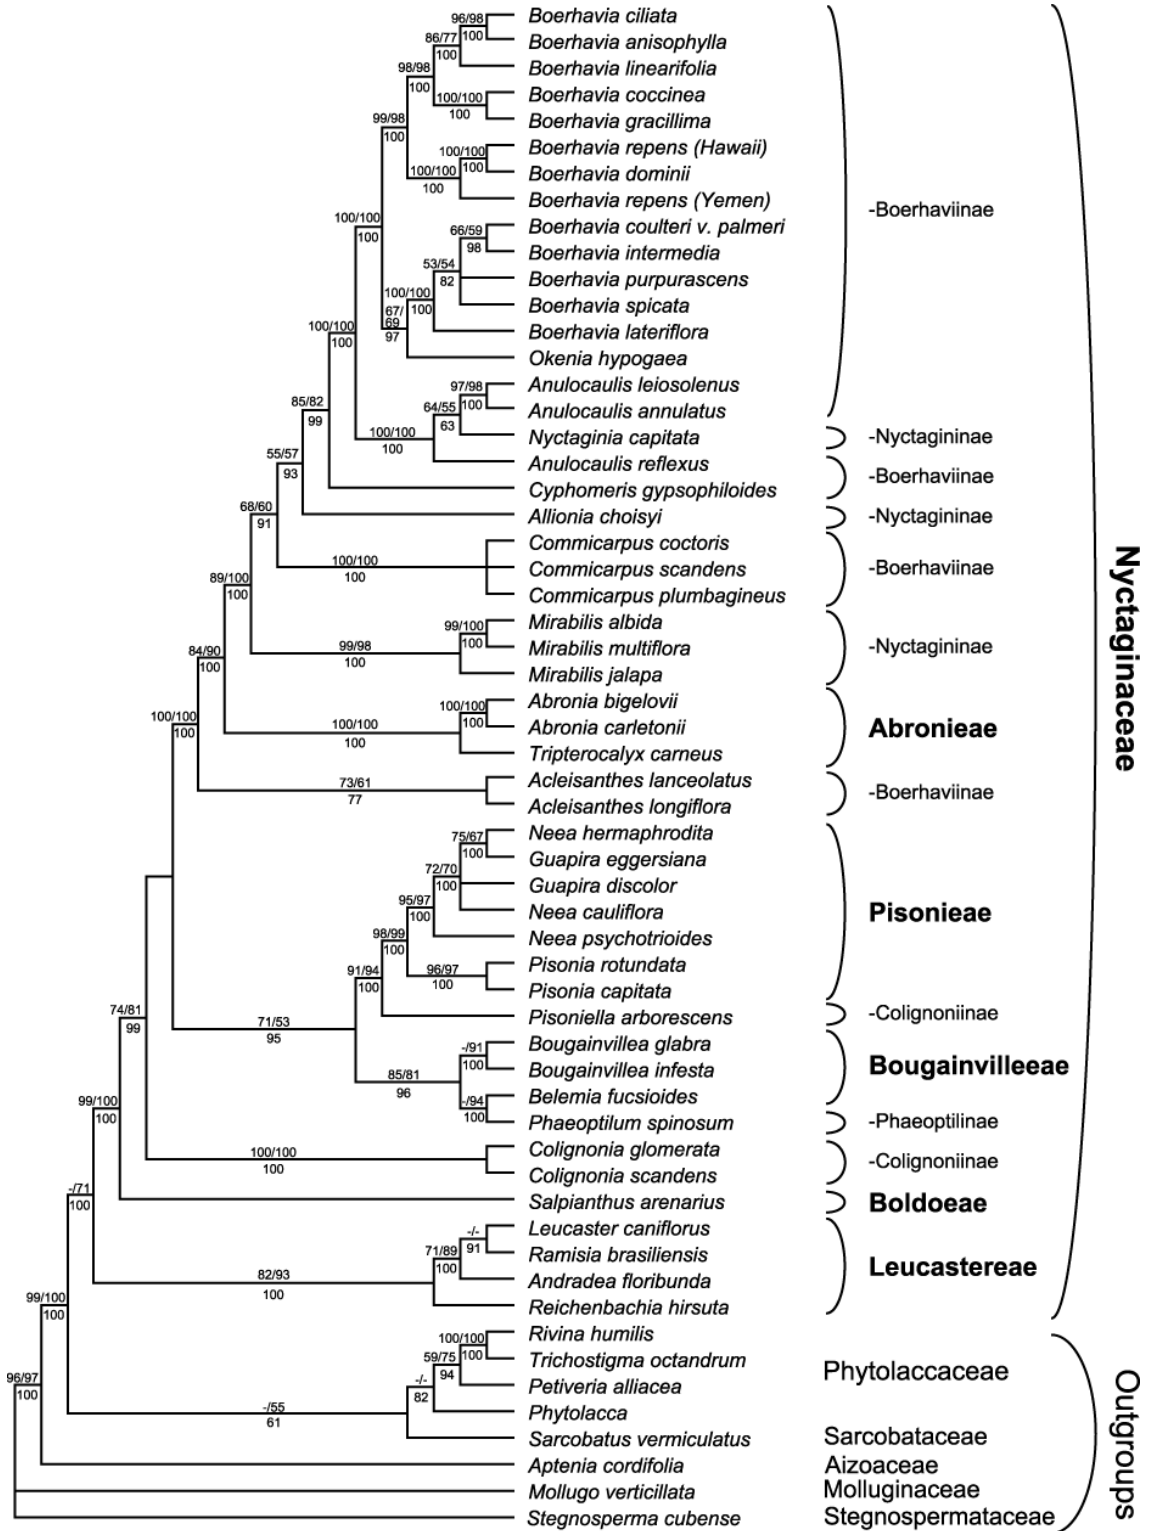 96/98
Boerhavia ciliata
100
86/77
Boerhavia anisophylla
100
98/98
Boerhavia linearifolia
100
100/100
Boerhavia coccinea
100
99/98
Boerhavia gracillima
100
100/100
Boerhavia repens (Hawaii)
100
100/100
Boerhavia dominii
100
Boerhavia repens (Yemen)
-Boerhaviinae
100/100
100
66/59
Boerhavia coulteri v. palmeri
98
Boerhavia intermedia
53/54
82
Boerhavia purpurascens
100/100
100
Boerhavia spicata
67/
69
97
Boerhavia lateriflora
100/100
100
Okenia hypogaea
97/98
Anulocaulis leiosolenus
100
85/82
99
64/55
63
Anulocaulis annulatus
100/100
100
Nyctaginia capitata
-Nyctagininae
55/57
93
Anulocaulis reflexus
-Boerhaviinae
Cyphomeris gypsophiloides
68/60
91
Allionia choisyi
-Nyctagininae
Commicarpus coctoris
100/100
100
Commicarpus scandens
-Boerhaviinae
89/100
100
Commicarpus plumbagineus
99/100
Mirabilis albida
100
99/98
100
Mirabilis multiflora
-Nyctagininae
84/90
100
Mirabilis jalapa
100/100
Abronia bigelovii
100
100/100
100
Abronia carletonii
Abronieae
100/100
100
Tripterocalyx carneus
73/61
77
Acleisanthes lanceolatus
-Boerhaviinae
Acleisanthes longiflora
75/67
Neea hermaphrodita
100
Guapira eggersiana
72/70
100
Guapira discolor
95/97
100
Neea cauliflora
Pisonieae
98/99
100
Neea psychotrioides
96/97
100
Pisonia rotundata
91/94
100
Pisonia capitata
74/81
99
Pisoniella arborescens
-Colignoniinae
71/53
95
-/91
Bougainvillea glabra
100
85/81
96
Bougainvillea infesta
Bougainvilleeae
-/94
Belemia fucsioides
100
99/100
100
Phaeoptilum spinosum
-Phaeoptilinae
100/100
100
Colignonia glomerata
-Colignoniinae
Colignonia scandens
-/71
100
Salpianthus arenarius
Boldoeae
-/-
Leucaster caniflorus
91
71/89
100
Ramisia brasiliensis
Leucastereae
82/93
100
Andradea floribunda
99/100
100
Reichenbachia hirsuta
Nyctaginaceae
100/100
Rivina humilis
100
59/75
94
Trichostigma octandrum
Phytolaccaceae
96/97
100
-/-
82
Petiveria alliacea
-/55
61
Phytolacca
Sarcobatus vermiculatus
Sarcobataceae
Aptenia cordifolia
Aizoaceae
Mollugo verticillata
Molluginaceae
Stegnosperma cubense
Stegnospermataceae
Outgroups